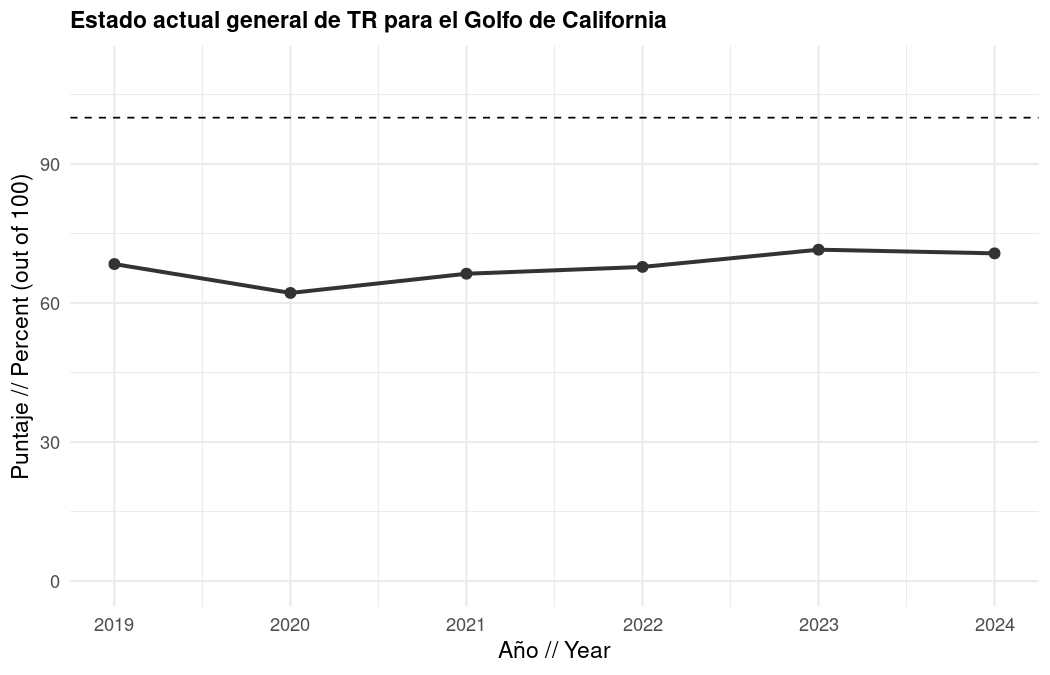 Estado actual general de TR para el Golfo de California
Puntaje // Percent (out of 100)
90
60
30
0
2019 2020 2021 2022 2023 2024
Año // Year